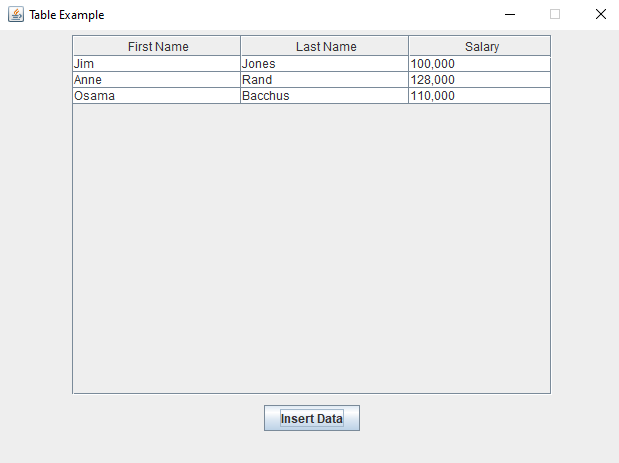 Table Example
First Name Last Name Salary
Jim Jones 100,000
Anne Rand 128,000
Osama Bacchus 110,000
Insert Data